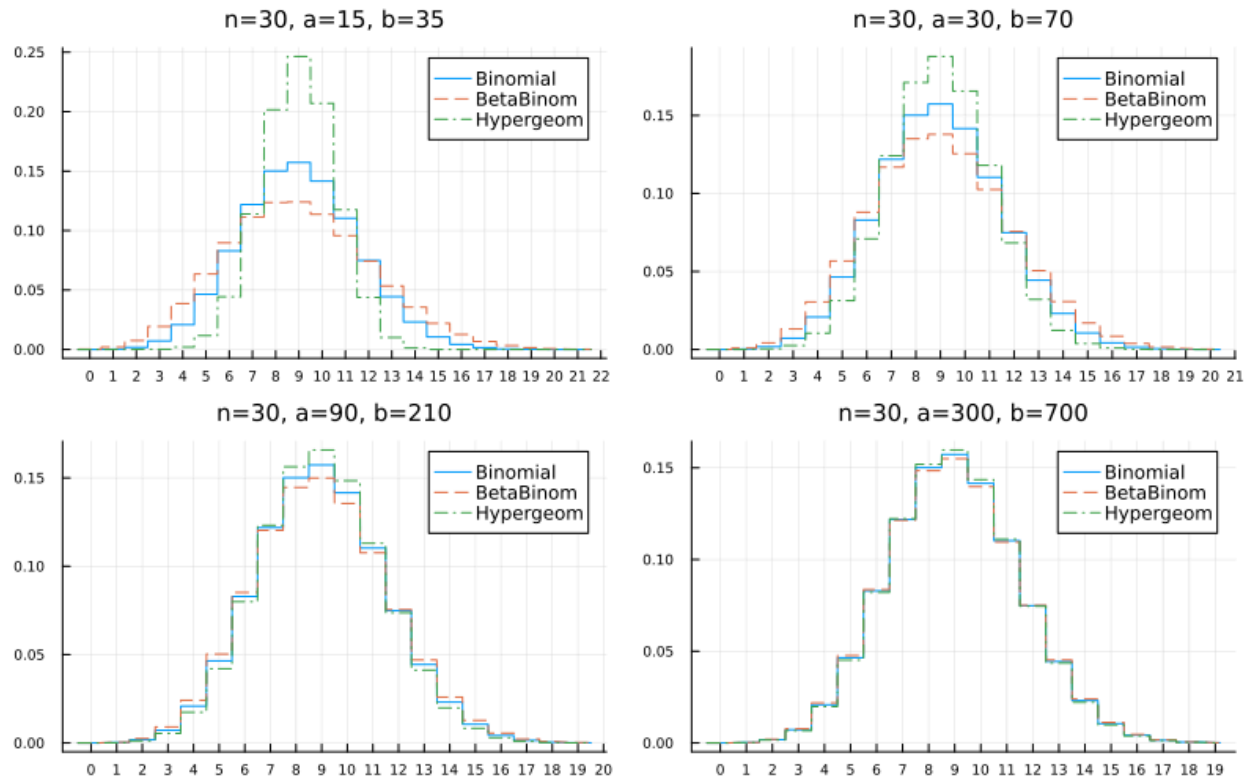 n=30, a=15, b=35
0.25
0.20
0.15
0.10
0.05
0.00
Binomial
BetaBinom
Hypergeom
0 1 2 3 4 5 6 7 8 9 10 11 12 13 14 15 16 17 18 19 20 21 22
n=30, a=30, b=70
0.15
0.10
0.05
0.00
Binomial
BetaBinom
Hypergeom
0 1 2 3 4 5 6 7 8 9 10 11 12 13 14 15 16 17 18 19 20 21
n=30, a=90, b=210
0.15
0.10
0.05
0.00
Binomial
BetaBinom
Hypergeom
0 1 2 3 4 5 6 7 8 9 10 11 12 13 14 15 16 17 18 19 20
n=30, a=300, b=700
0.15
0.10
0.05
0.00
Binomial
BetaBinom
Hypergeom
0 1 2 3 4 5 6 7 8 9 10 11 12 13 14 15 16 17 18 19